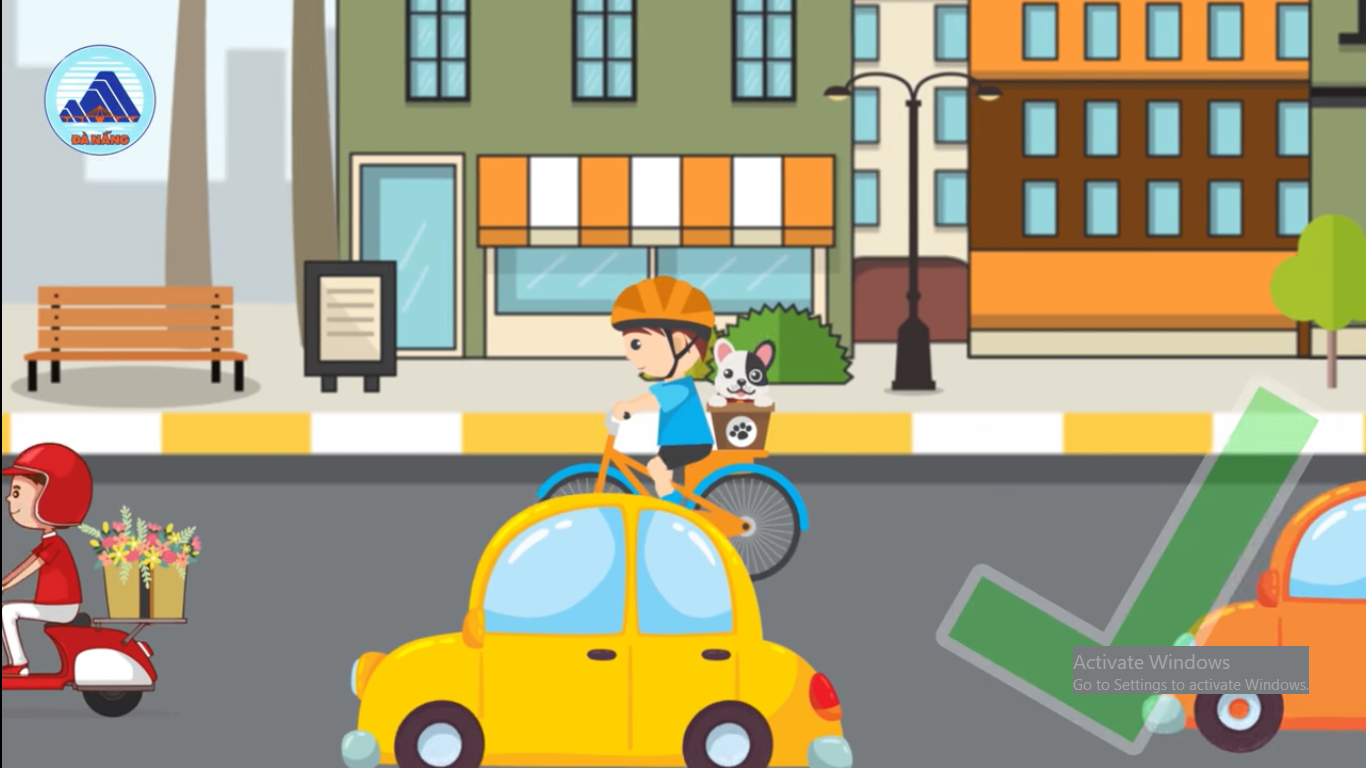 ĐÀ NẴNG
Activate Windows
Go to Settings to activate Windows.